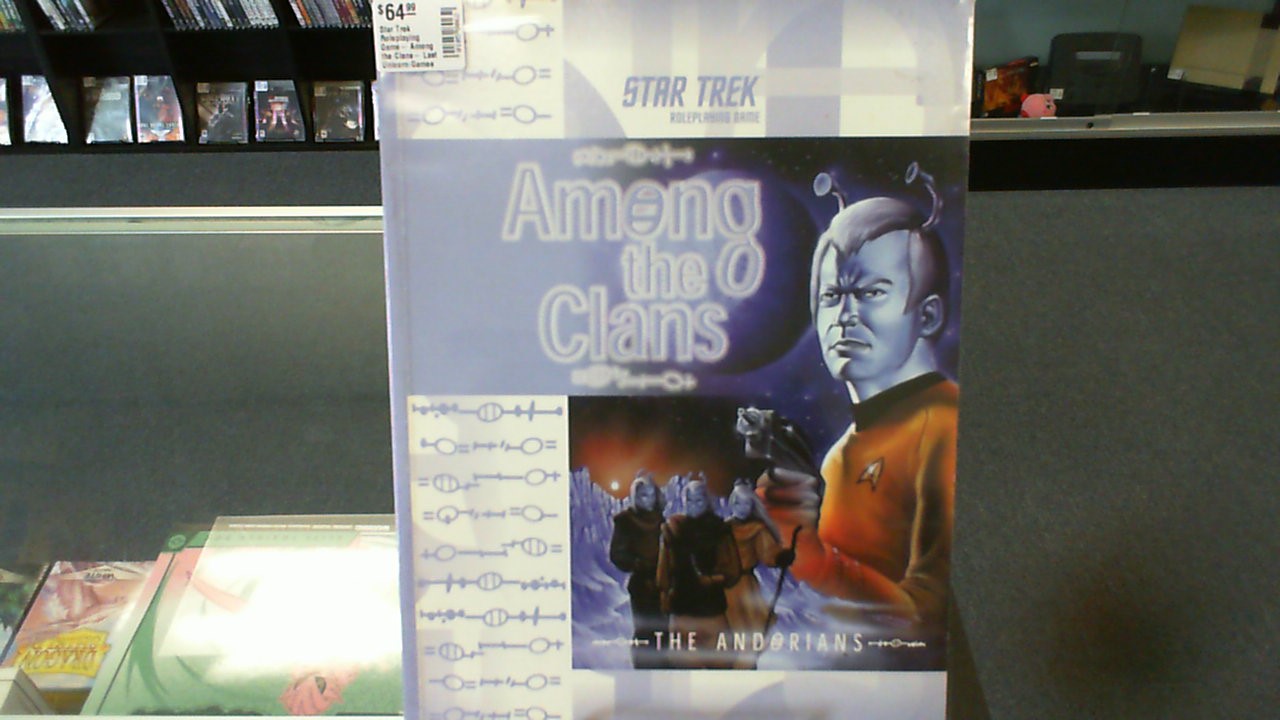 $64.99
Star Trek
Roleplaying
Game - Among
the Clans - Last
Unicorn Games
STAR TREK
ROLEPLAYING GAME
Among
the
Clans
THE ANDORIANS
DRAGON